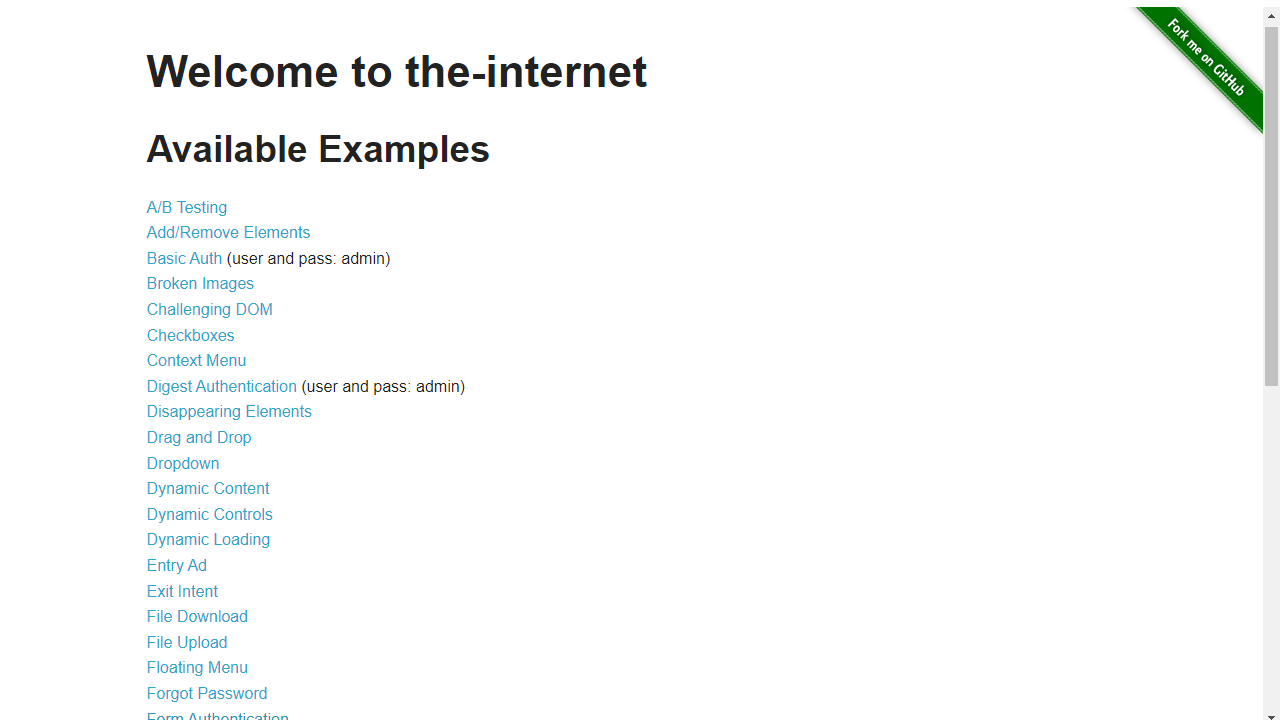 Welcome to the-internet
Fork me on GitHub
Available Examples
A/B Testing
Add/Remove Elements
Basic Auth (user and pass: admin)
Broken Images
Challenging DOM
Checkboxes
Context Menu
Digest Authentication (user and pass: admin)
Disappearing Elements
Drag and Drop
Dropdown
Dynamic Content
Dynamic Controls
Dynamic Loading
Entry Ad
Exit Intent
File Download
File Upload
Floating Menu
Forgot Password
Form Authentication